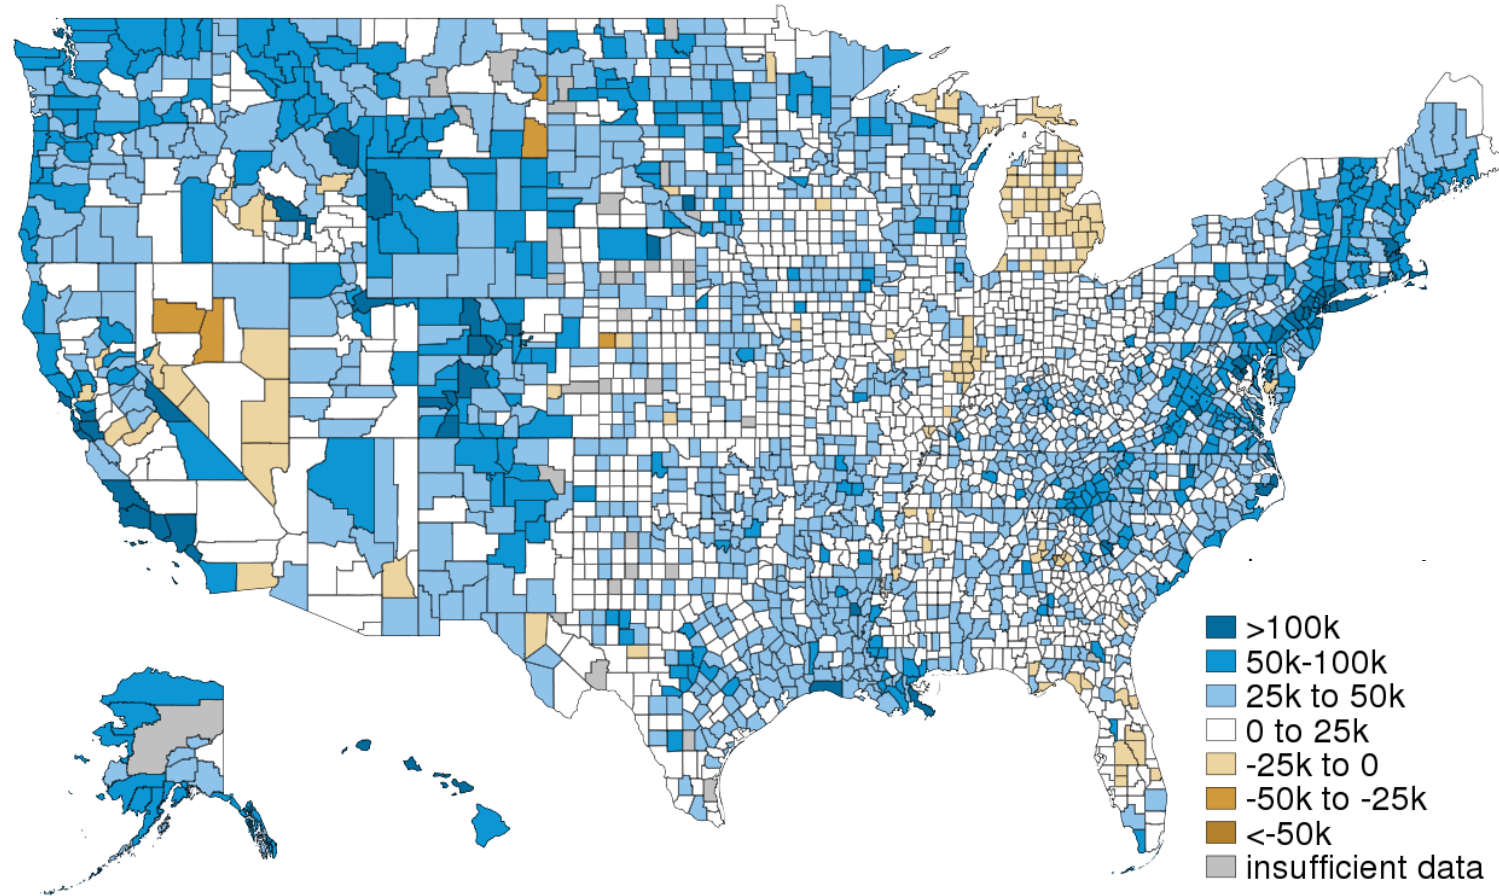 >100k
50k-100k
25k to 50k
0 to 25k
-25k to 0
-50k to -25k
<-50k
insufficient data